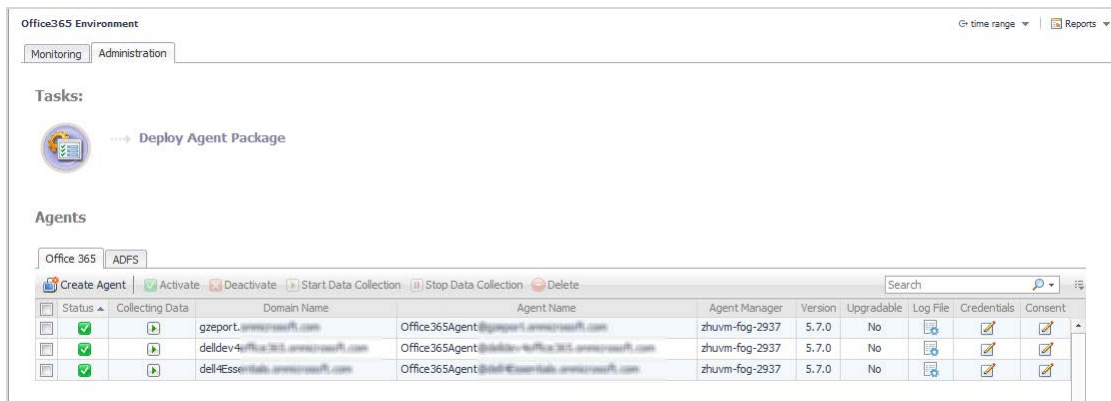 Office365 Environment
time range
Reports
Monitoring
Administration
Tasks:
Deploy Agent Package
Agents
Office 365
ADFS
Create Agent
Activate
Deactivate
Start Data Collection
Stop Data Collection
Delete
Search
Status Collecting Data Domain Name Agent Name Agent Manager Version Upgradable Log File Credentials Consent
gzeport. Office365Agent zhuvm-fog-2937 5.7.0 No
delldev4 Office365Agent zhuvm-fog-2937 5.7.0 No
dell4Esse Office365Agent zhuvm-fog-2937 5.7.0 No